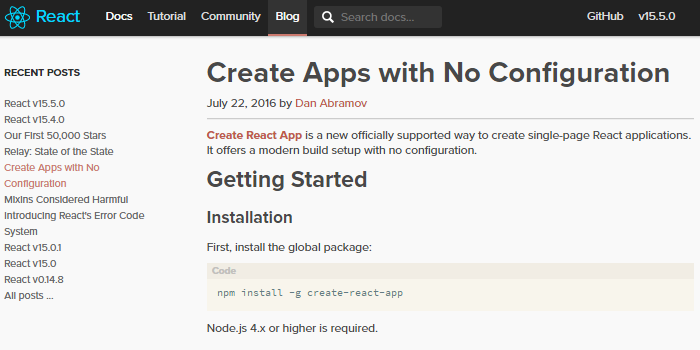 React Docs Tutorial Community Blog Search docs... GitHub v15.5.0
RECENT POSTS
React v15.5.0
React v15.4.0
Our First 50,000 Stars
Relay: State of the State
Create Apps with No
Configuration
Mixins Considered Harmful
Introducing React's Error Code
System
React v15.0.1
React v15.0
React v0.14.8
All posts ...
Create Apps with No Configuration
July 22, 2016 by Dan Abramov
Create React App is a new officially supported way to create single-page React applications.
It offers a modern build setup with no configuration.
Getting Started
Installation
First, install the global package:
Code
npm install -g create-react-app
Node.js 4.x or higher is required.